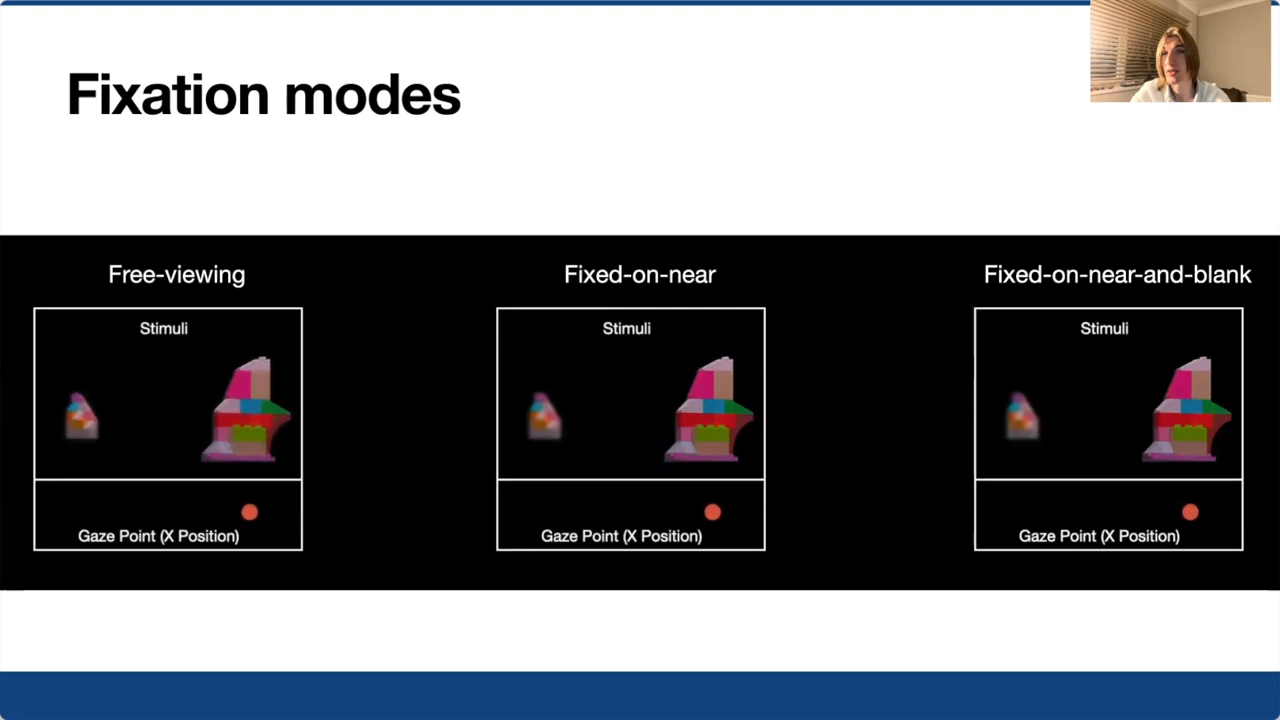 Fixation modes
Free-viewing
Stimuli
Gaze Point (X Position)
Fixed-on-near
Stimuli
Gaze Point (X Position)
Fixed-on-near-and-blank
Stimuli
Gaze Point (X Position)